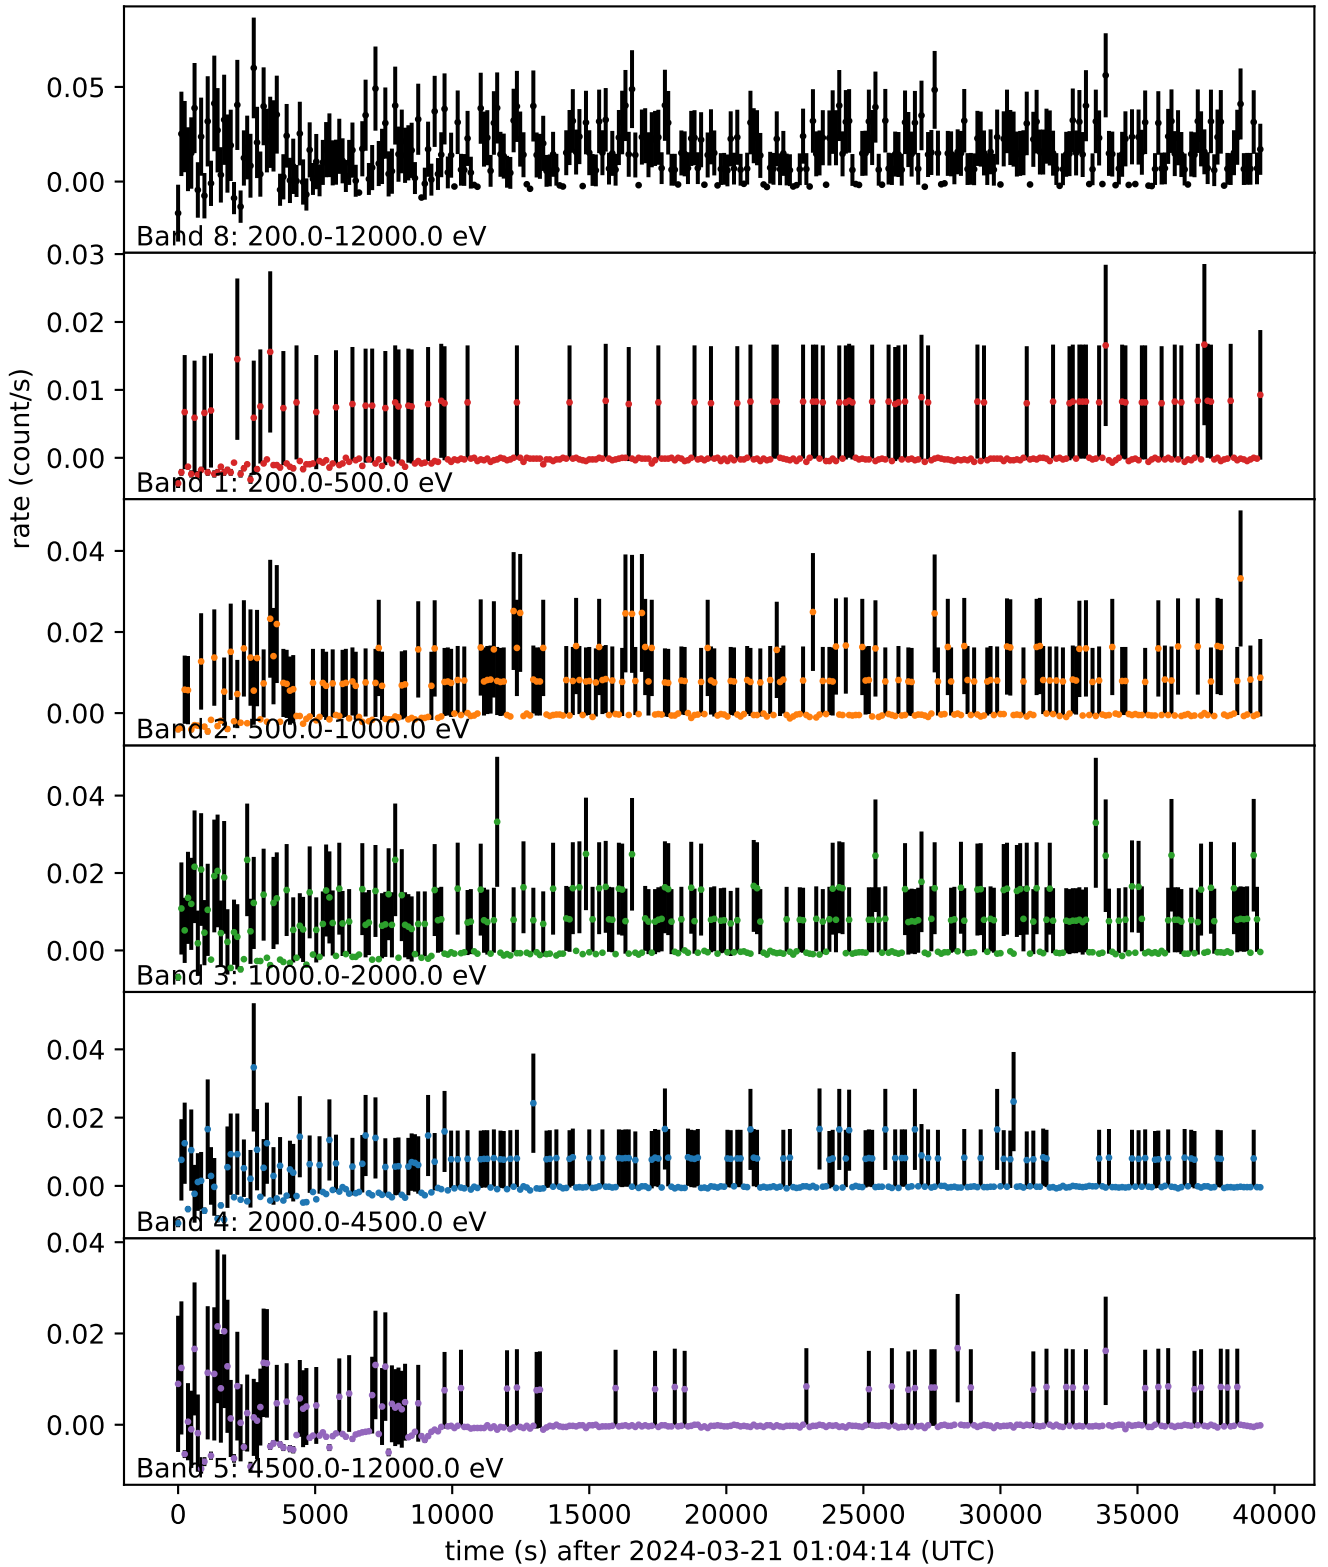 0.05
0.00
Band 8: 200.0-12000.0 eV
0.03
0.02
0.01
0.00
Band 1: 200.0-500.0 eV
rate (count/s)
0.04
0.02
0.00
Band 2: 500.0-1000.0 eV
0.04
0.02
0.00
Band 3: 1000.0-2000.0 eV
0.04
0.02
0.00
Band 4: 2000.0-4500.0 eV
0.04
0.02
0.00
Band 5: 4500.0-12000.0 eV
0 5000 10000 15000 20000 25000 30000 35000 40000
time (s) after 2024-03-21 01:04:14 (UTC)